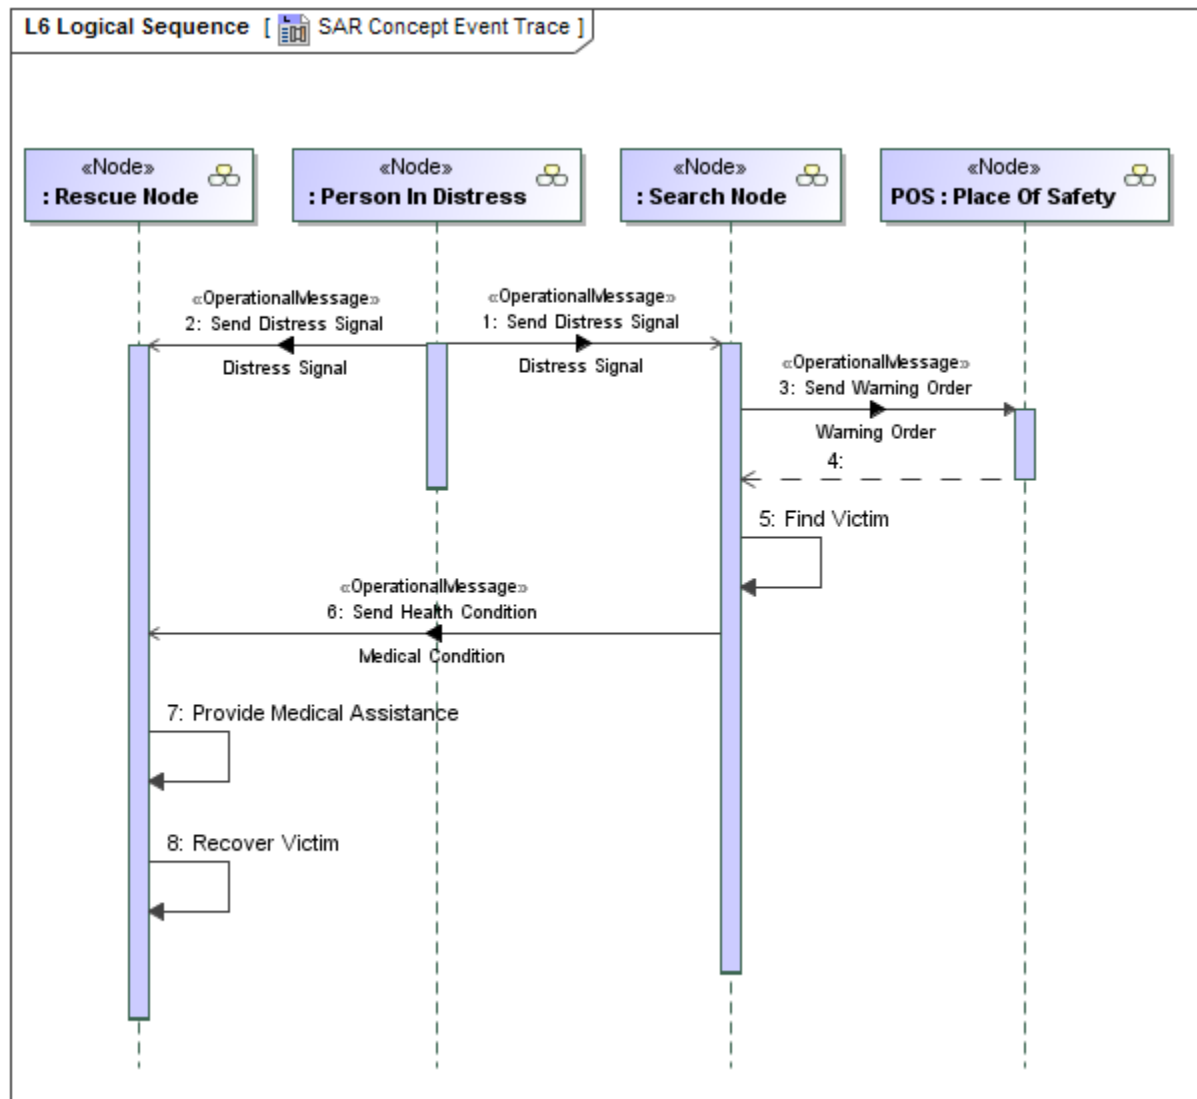 L6 Logical Sequence [ SAR Concept Event Trace ]
«Node»
: Rescue Node
«Node»
: Person In Distress
«Node»
: Search Node
«Node»
POS : Place Of Safety
«OperationalMessage»
2: Send Distress Signal
Distress Signal
«OperationalMessage»
1: Send Distress Signal
Distress Signal
«OperationalMessage»
3: Send Warning Order
Warning Order
4:
5: Find Victim
«OperationalMessage»
6: Send Health Condition
Medical Condition
7: Provide Medical Assistance
8: Recover Victim